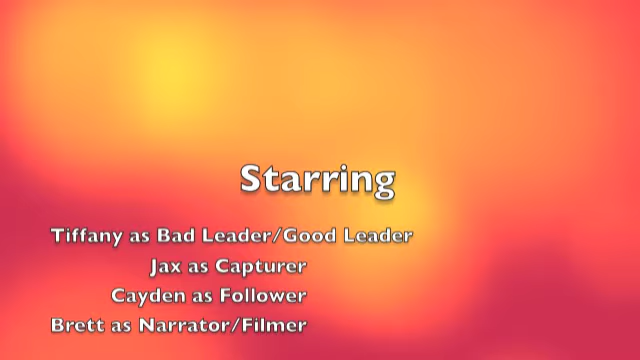 Starring
Tiffany as Bad Leader/Good Leader
Jax as Capturer
Cayden as Follower
Brett as Narrator/Filmer